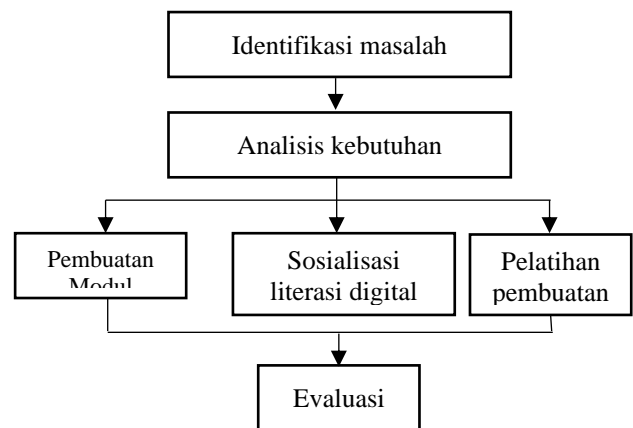 Identifikasi masalah
Analisis kebutuhan
Pembuatan
Modul
Sosialisasi
literasi digital
Pelatihan
pembuatan
Evaluasi